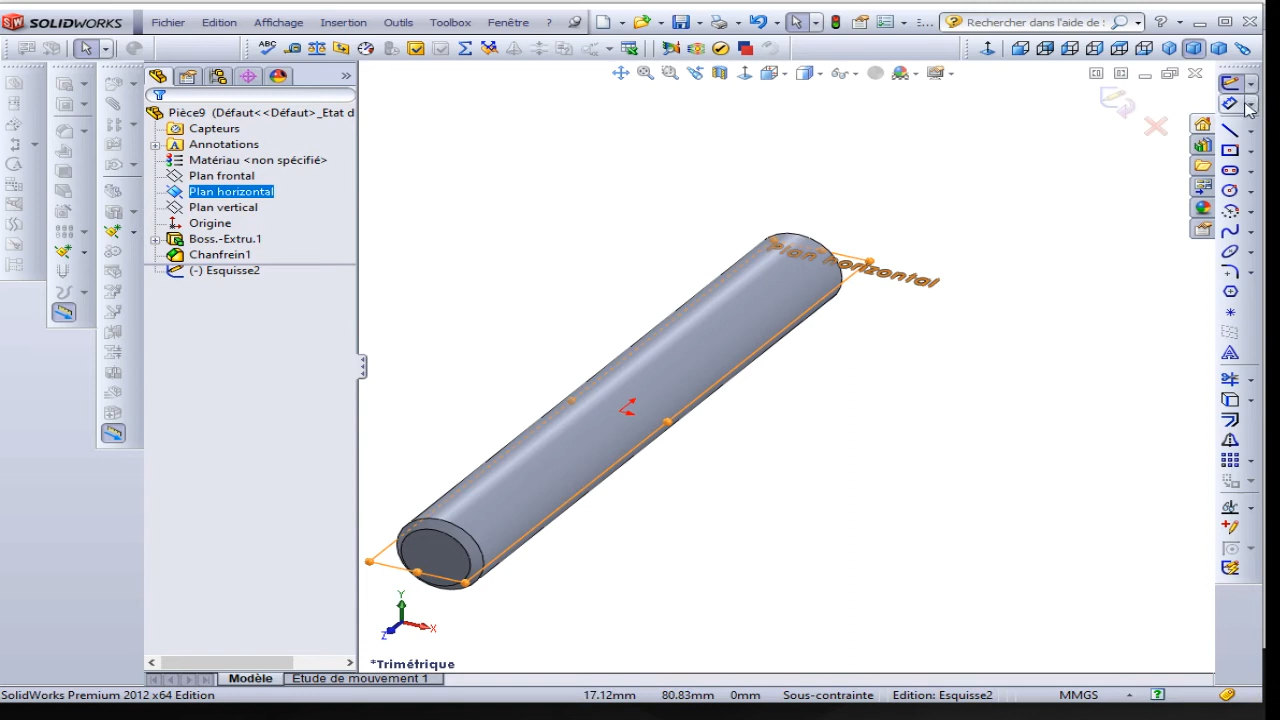 SOLIDWORKS Fichier Edition Affichage Insertion Outils Toolbox Fenêtre ? Rechercher dans l'aide de :
Pièce9 (Défaut<<Défaut>_Etat d
Capteurs
Annotations
Matériau <non spécifié>
Plan frontal
Plan horizontal
Plan vertical
Origine
Boss.-Extru.1
Chanfrein1
(-) Esquisse2
Plan horizontal
Y
X
Z
*Trimétrique
Modèle Etude de mouvement 1
SolidWorks Premium 2012 x64 Edition 17.12mm 80.83mm 0mm Sous-contrainte Edition: Esquisse2 MMGS